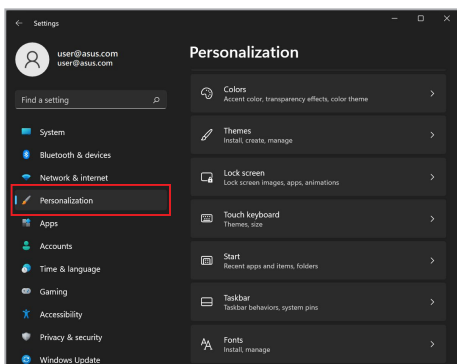 Settings
user@asus.com
user@asus.com
Find a setting
System
Bluetooth & devices
Network & internet
Personalization
Apps
Accounts
Time & language
Gaming
Accessibility
Privacy & security
Windows Update
Personalization
Colors
Accent color, transparency effects, color theme
Themes
Install, create, manage
Lock screen
Lock screen images, apps, animations
Touch keyboard
Themes, size
Start
Recent apps and items, folders
Taskbar
Taskbar behaviors, system pins
Fonts
Install, manage